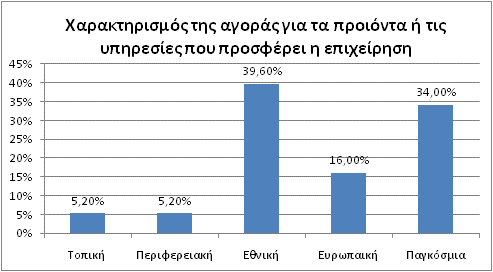 Χαρακτηρισμός της αγοράς για τα προιόντα ή τις
υπηρεσίες που προσφέρει η επιχείρηση
45%
40%
35%
30%
25%
20%
15%
10%
5%
0%
5,20%
5,20%
39,60%
16,00%
34,00%
Τοπική
Περιφερειακή
Εθνική
Ευρωπαική
Παγκόσμια